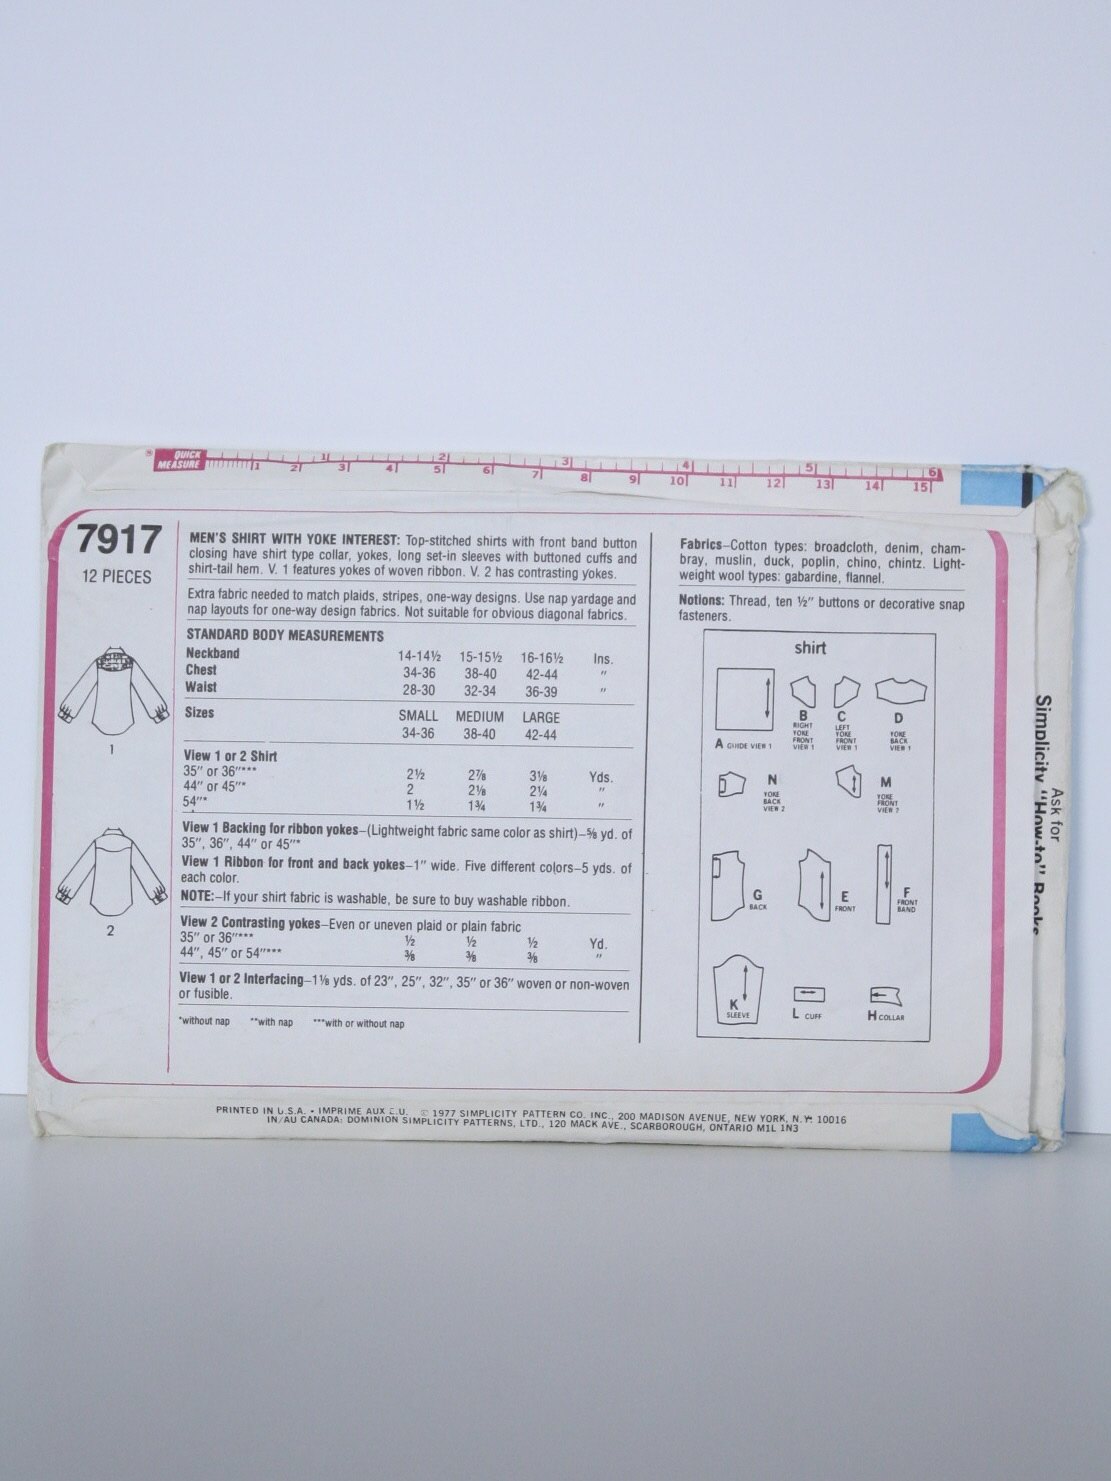 QUICK
MEASURE
1 2 3 4 5 6
1 2 3 4 5 6 7 8 9 10 11 12 13 14 15
7917
12 PIECES
1
2
MEN'S SHIRT WITH YOKE INTEREST: Top-stitched shirts with front band button
closing have shirt type collar, yokes, long set-in sleeves with buttoned cuffs and
shirt-tail hem. V. 1 features yokes of woven ribbon. V. 2 has contrasting yokes.
Extra fabric needed to match plaids, stripes, one-way designs. Use nap yardage and
nap layouts for one-way design fabrics. Not suitable for obvious diagonal fabrics.
STANDARD BODY MEASUREMENTS
Neckband 14-14½ 15-15½ 16-16½ Ins.
Chest 34-36 38-40 42-44 "
Waist 28-30 32-34 36-39 "
Sizes SMALL MEDIUM LARGE
34-36 38-40 42-44
View 1 or 2 Shirt
35" or 36"*** 2½ 2⅞ 3⅛ Yds.
44" or 45"* 2 2⅛ 2¼ "
54"* 1½ 1¾ 1¾ "
View 1 Backing for ribbon yokes–(Lightweight fabric same color as shirt)–⅝ yd. of
35", 36", 44" or 45"*
View 1 Ribbon for front and back yokes–1" wide. Five different colors–5 yds. of
each color.
NOTE:–If your shirt fabric is washable, be sure to buy washable ribbon.
View 2 Contrasting yokes–Even or uneven plaid or plain fabric
35" or 36"*** ½ ½ ½ Yd.
44", 45" or 54"*** ⅜ ⅜ ⅜ "
View 1 or 2 Interfacing–1⅛ yds. of 23", 25", 32", 35" or 36" woven or non-woven
or fusible.
*without nap **with nap ***with or without nap
Fabrics–Cotton types: broadcloth, denim, cham-
bray, muslin, duck, poplin, chino, chintz. Light-
weight wool types: gabardine, flannel.
Notions: Thread, ten ½" buttons or decorative snap
fasteners.
shirt
A GUIDE VIEW 1
B
RIGHT
YOKE
FRONT
VIEW 1
C
LEFT
YOKE
FRONT
VIEW 1
D
YOKE
BACK
VIEW 1
N
YOKE
BACK
VIEW 2
M
YOKE
FRONT
VIEW 2
G
BACK
E
FRONT
F
FRONT
BAND
K
SLEEVE
L CUFF
H COLLAR
Ask for
Simplicity "How-to" Books
PRINTED IN U.S.A. • IMPRIME AUX E.U. © 1977 SIMPLICITY PATTERN CO. INC., 200 MADISON AVENUE, NEW YORK, N.Y. 10016
IN/AU CANADA: DOMINION SIMPLICITY PATTERNS, LTD., 120 MACK AVE., SCARBOROUGH, ONTARIO M1L 1N3